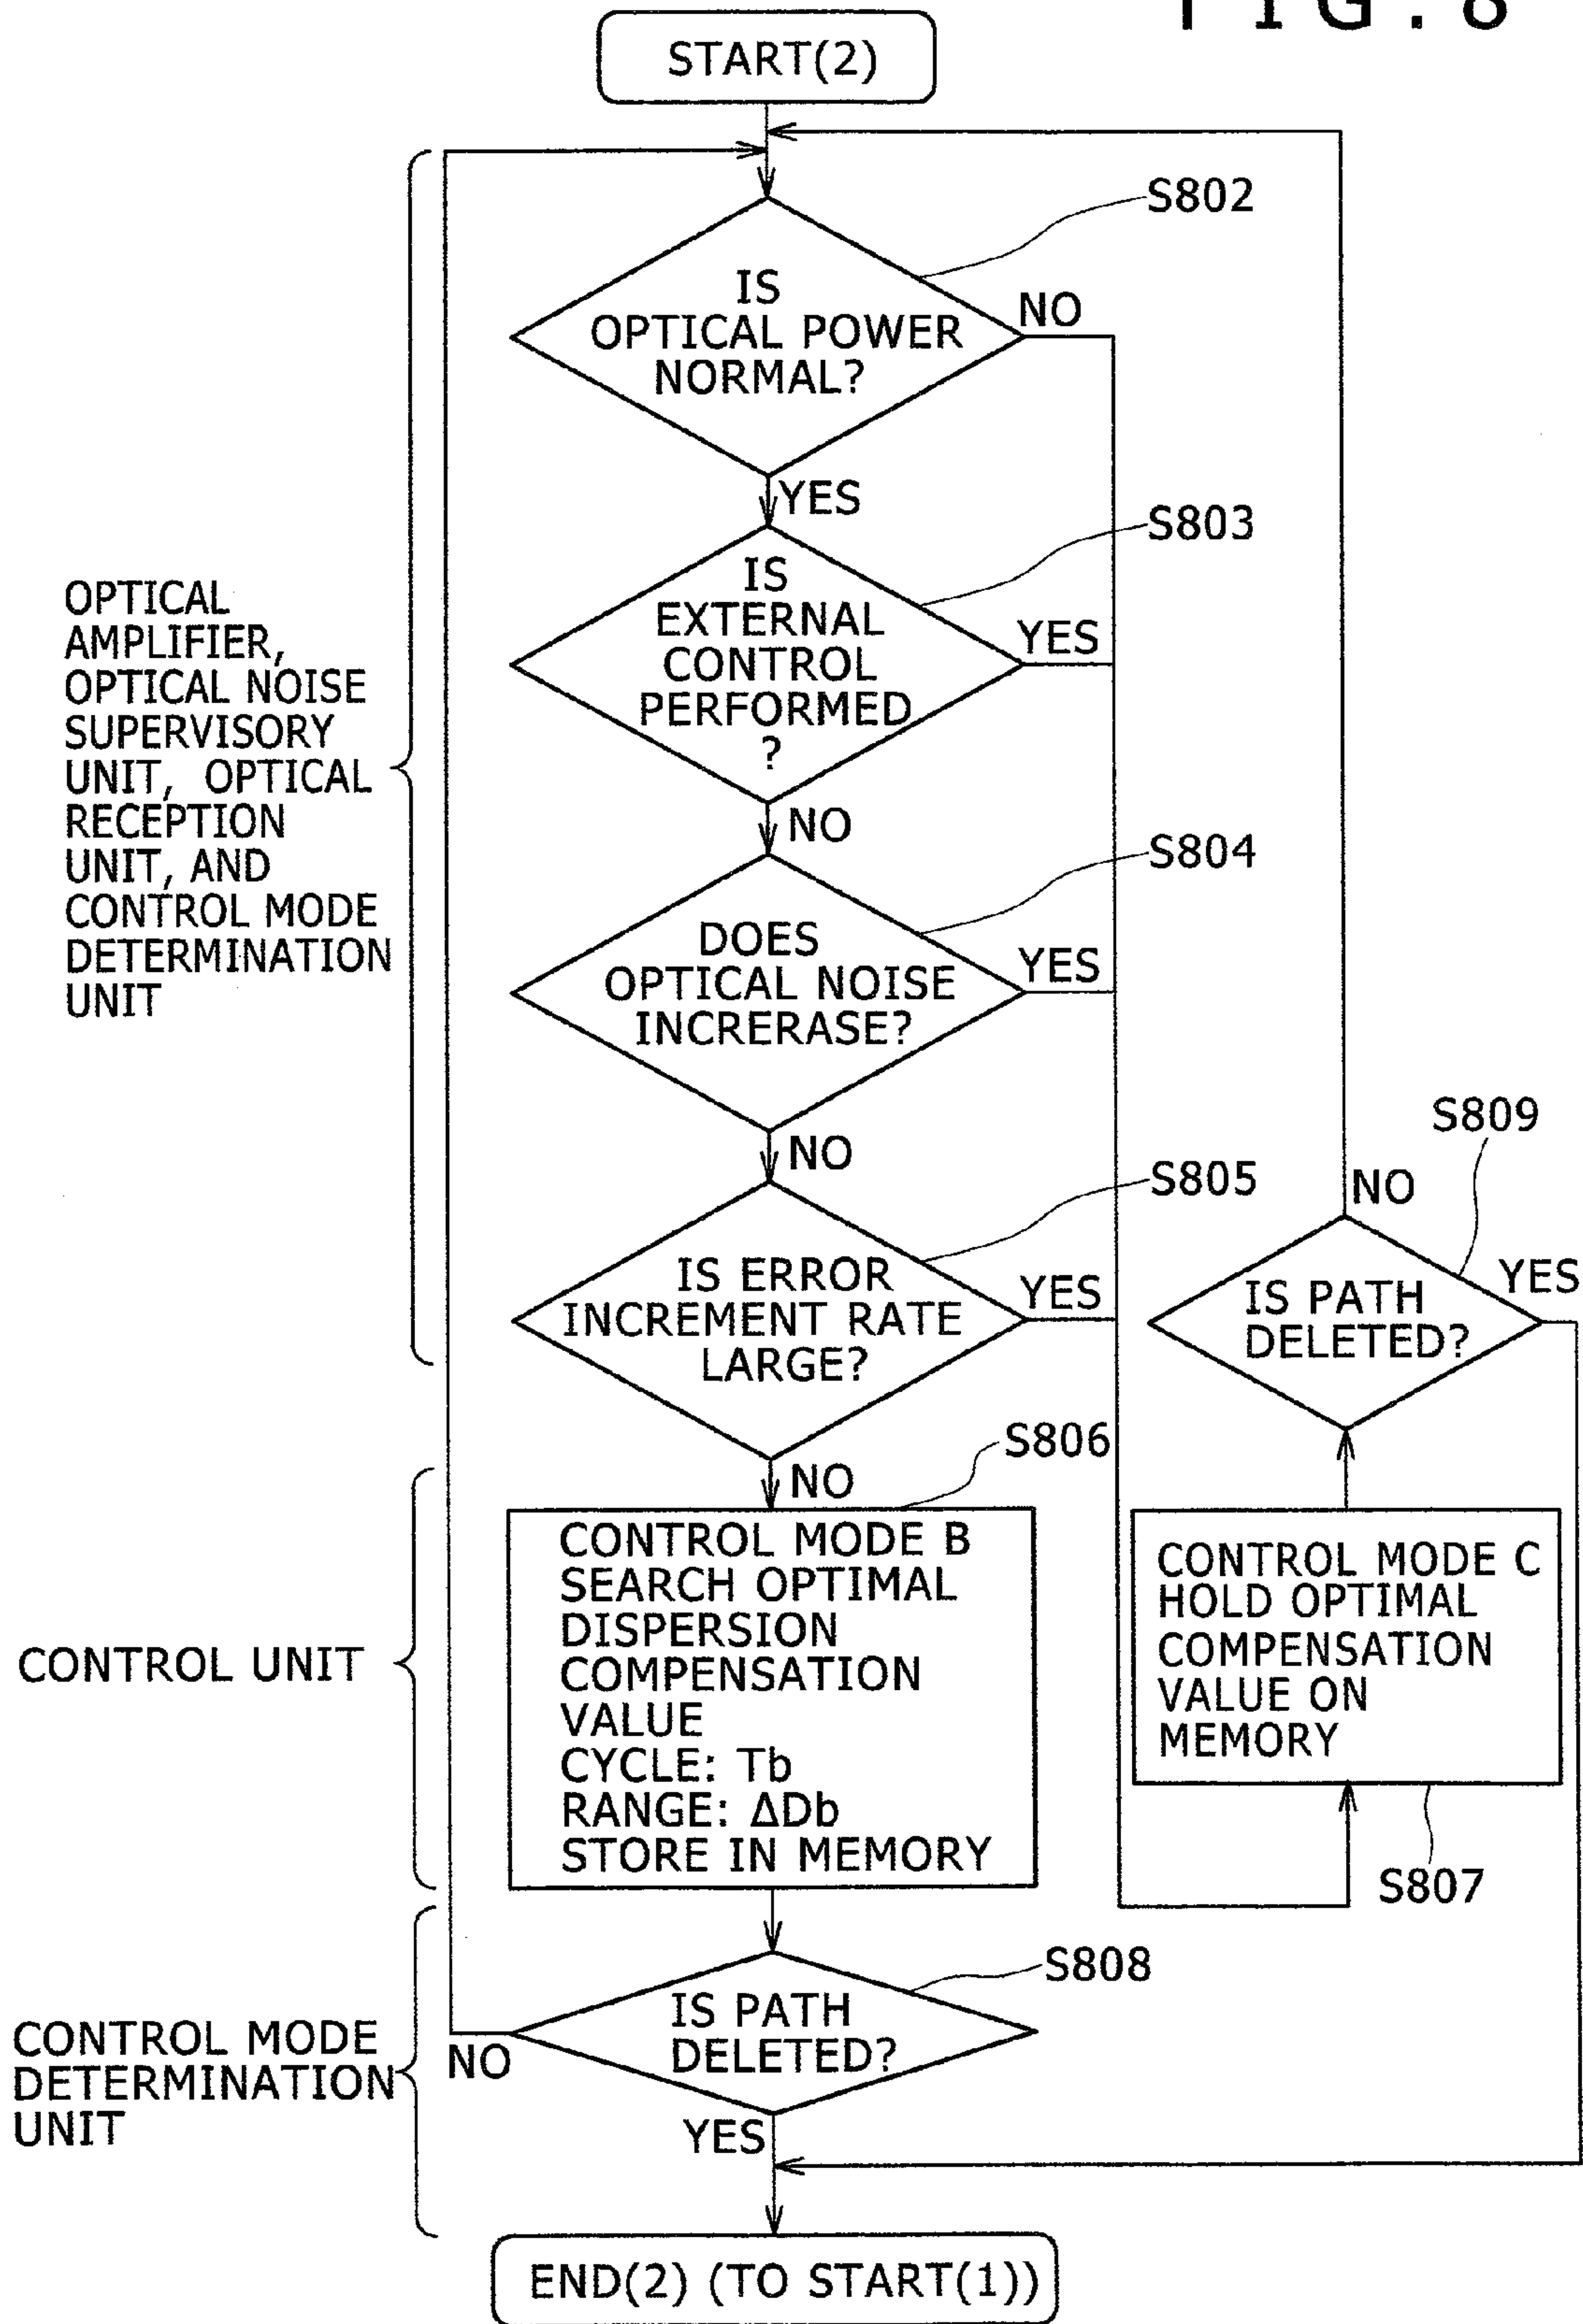 FIG.8
START(2)
S802
IS
OPTICAL POWER
NORMAL?
NO
YES
S803
IS
EXTERNAL
CONTROL
PERFORMED
?
YES
NO
S804
DOES
OPTICAL NOISE
INCRERASE?
YES
NO
OPTICAL
AMPLIFIER,
OPTICAL NOISE
SUPERVISORY
UNIT, OPTICAL
RECEPTION
UNIT, AND
CONTROL MODE
DETERMINATION
UNIT
S805
IS ERROR
INCREMENT RATE
LARGE?
YES
NO
S809
NO
IS PATH
DELETED?
YES
S806
CONTROL MODE B
SEARCH OPTIMAL
DISPERSION
COMPENSATION
VALUE
CYCLE: Tb
RANGE: ΔDb
STORE IN MEMORY
CONTROL UNIT
CONTROL MODE C
HOLD OPTIMAL
COMPENSATION
VALUE ON
MEMORY
S807
S808
IS PATH
DELETED?
NO
YES
CONTROL MODE
DETERMINATION
UNIT
END(2) (TO START(1))